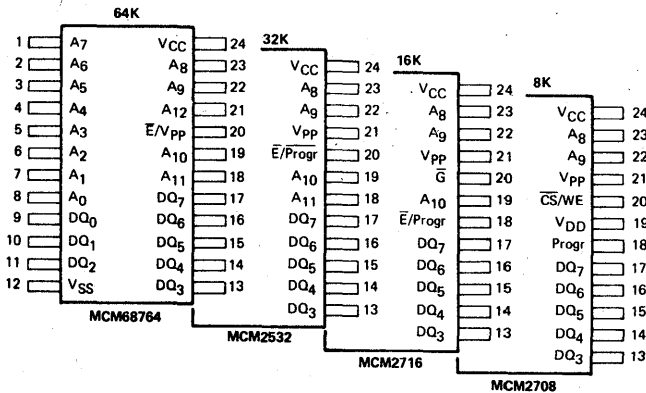 64K
1 A7 VCC 24
2 A6 A8 23
3 A5 A9 22
4 A4 A12 21
5 A3 E̅/VPP 20
6 A2 A10 19
7 A1 A11 18
8 A0 DQ7 17
9 DQ0 DQ6 16
10 DQ1 DQ5 15
11 DQ2 DQ4 14
12 VSS DQ3 13
MCM68764
32K
VCC 24
A8 23
A9 22
VPP 21
E̅/P̅r̅o̅g̅r̅ 20
A10 19
A11 18
DQ7 17
DQ6 16
DQ5 15
DQ4 14
DQ3 13
MCM2532
16K
VCC 24
A8 23
A9 22
VPP 21
G̅ 20
A10 19
E̅/Progr 18
DQ7 17
DQ6 16
DQ5 15
DQ4 14
DQ3 13
MCM2716
8K
VCC 24
A8 23
A9 22
VPP 21
C̅S̅/WE 20
VDD 19
Progr 18
DQ7 17
DQ6 16
DQ5 15
DQ4 14
DQ3 13
MCM2708